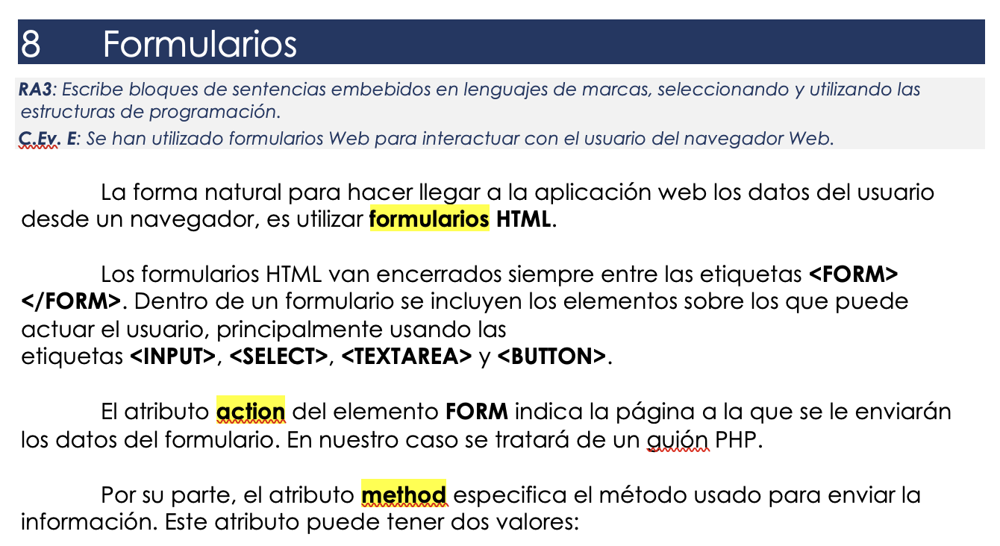 8 Formularios
RA3: Escribe bloques de sentencias embebidos en lenguajes de marcas, seleccionando y utilizando las
estructuras de programación.
C.Ev. E: Se han utilizado formularios Web para interactuar con el usuario del navegador Web.
La forma natural para hacer llegar a la aplicación web los datos del usuario
desde un navegador, es utilizar formularios HTML.
Los formularios HTML van encerrados siempre entre las etiquetas <FORM>
</FORM>. Dentro de un formulario se incluyen los elementos sobre los que puede
actuar el usuario, principalmente usando las
etiquetas <INPUT>, <SELECT>, <TEXTAREA> y <BUTTON>.
El atributo action del elemento FORM indica la página a la que se le enviarán
los datos del formulario. En nuestro caso se tratará de un guión PHP.
Por su parte, el atributo method especifica el método usado para enviar la
información. Este atributo puede tener dos valores: